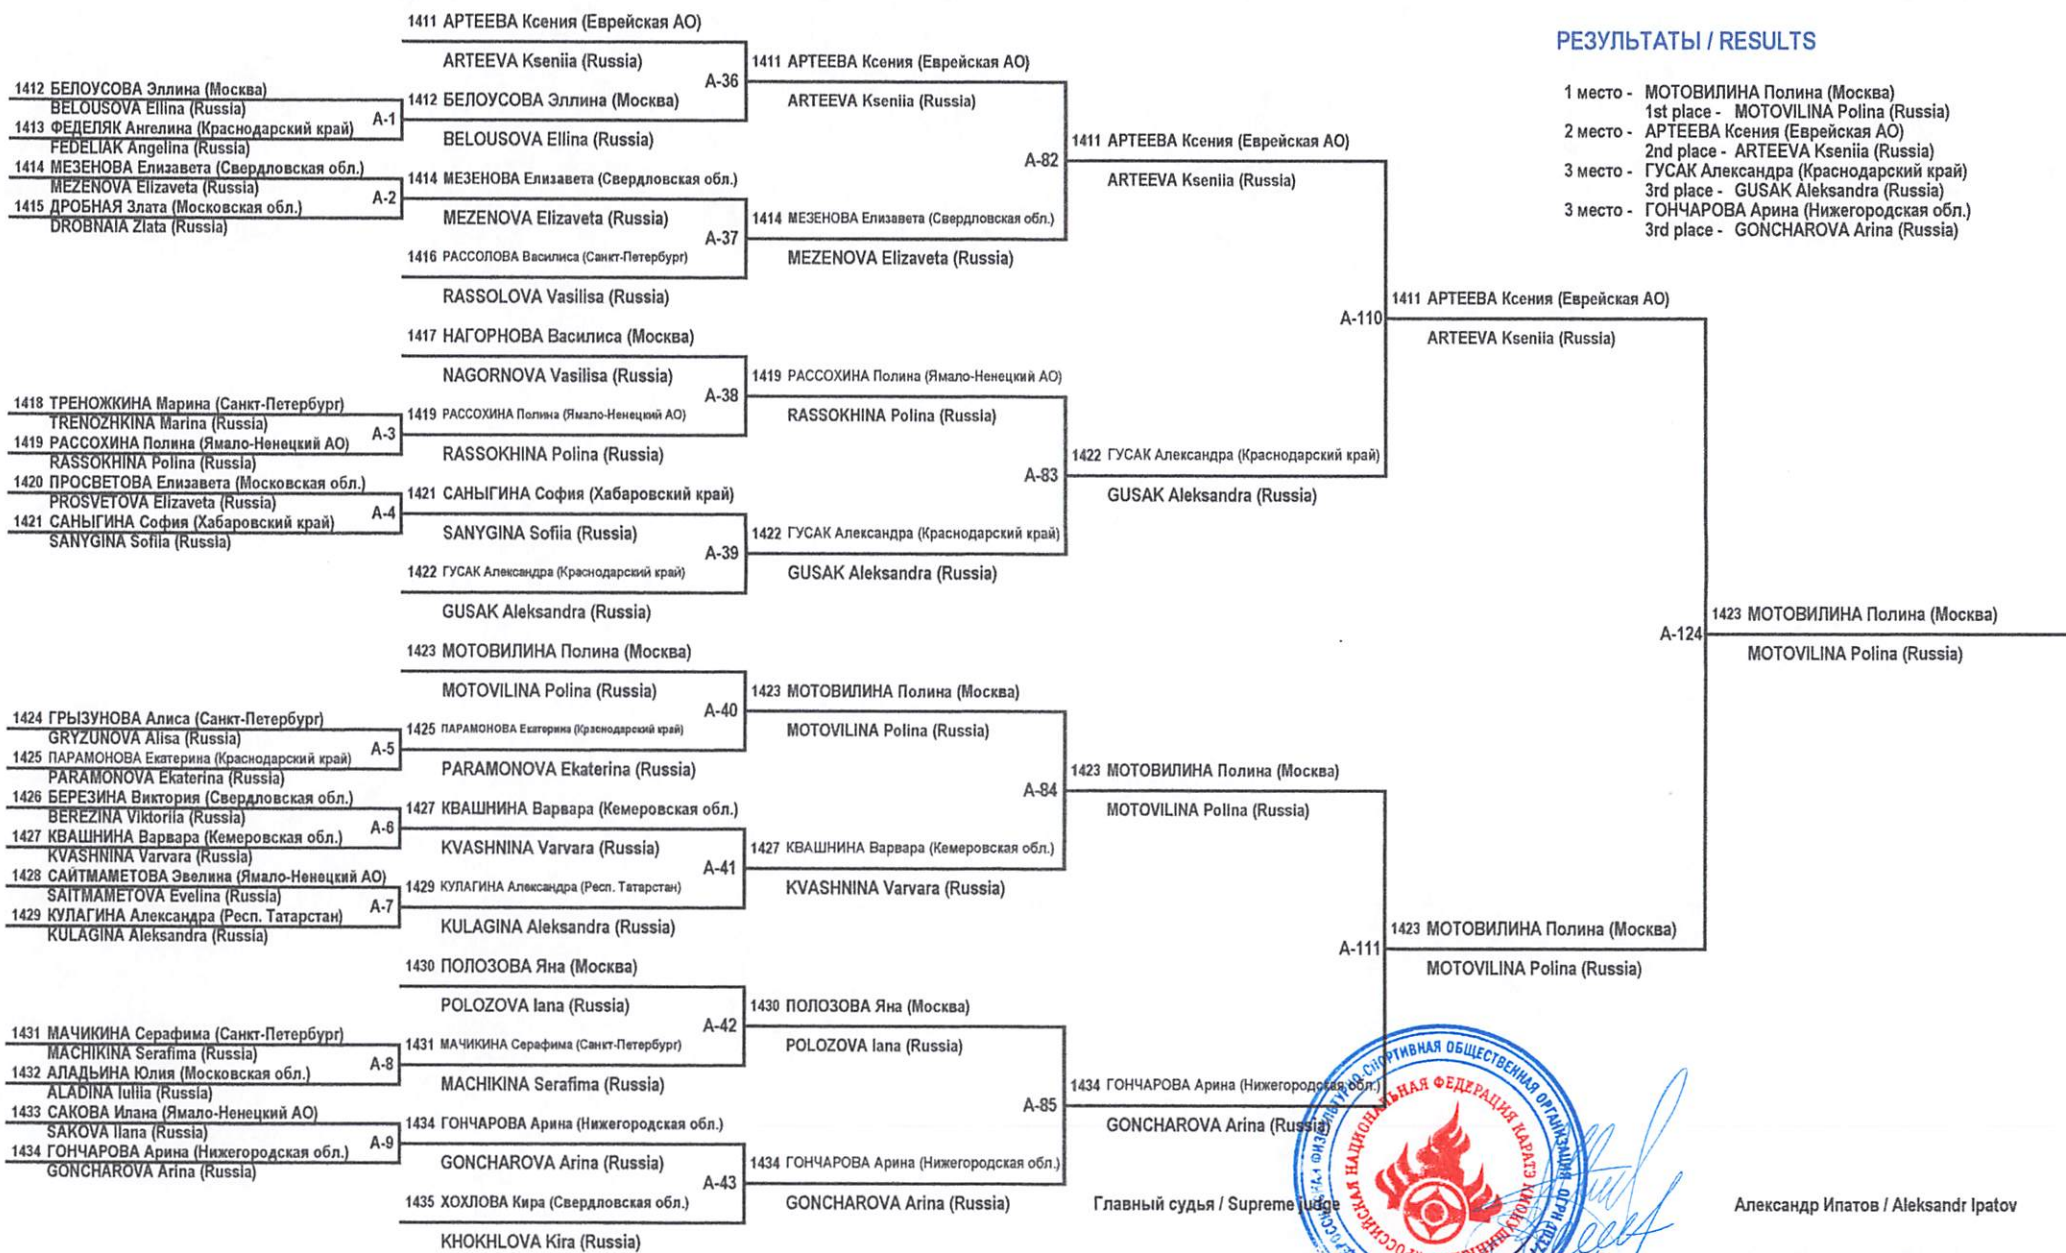 1411 АРТЕЕВА Ксения (Еврейская АО)
ARTEEVA Kseniia (Russia)
1412 БЕЛОУСОВА Эллина (Москва)
BELOUSOVA Ellina (Russia)
1413 ФЕДЕЛЯК Ангелина (Краснодарский край)
FEDELIAK Angelina (Russia)
A-1
1414 МЕЗЕНОВА Елизавета (Свердловская обл.)
MEZENOVA Elizaveta (Russia)
1415 ДРОБНАЯ Злата (Московская обл.)
DROBNAIA Zlata (Russia)
A-2
1412 БЕЛОУСОВА Эллина (Москва)
BELOUSOVA Ellina (Russia)
A-36
1414 МЕЗЕНОВА Елизавета (Свердловская обл.)
MEZENOVA Elizaveta (Russia)
A-37
1416 РАССОЛОВА Василиса (Санкт-Петербург)
RASSOLOVA Vasilisa (Russia)
1417 НАГОРНОВА Василиса (Москва)
NAGORNOVA Vasilisa (Russia)
A-38
1418 ТРЕНОЖКИНА Марина (Санкт-Петербург)
TRENOZHKINA Marina (Russia)
1419 РАССОХИНА Полина (Ямало-Ненецкий АО)
RASSOKHINA Polina (Russia)
A-3
1420 ПРОСВЕТОВА Елизавета (Московская обл.)
PROSVETOVA Elizaveta (Russia)
1421 САНЫГИНА София (Хабаровский край)
SANYGINA Sofiia (Russia)
A-4
1419 РАССОХИНА Полина (Ямало-Ненецкий АО)
RASSOKHINA Polina (Russia)
1421 САНЫГИНА София (Хабаровский край)
SANYGINA Sofiia (Russia)
A-39
1422 ГУСАК Александра (Краснодарский край)
GUSAK Aleksandra (Russia)
1423 МОТОВИЛИНА Полина (Москва)
MOTOVILINA Polina (Russia)
A-40
1424 ГРЫЗУНОВА Алиса (Санкт-Петербург)
GRYZUNOVA Alisa (Russia)
1425 ПАРАМОНОВА Екатерина (Краснодарский край)
PARAMONOVA Ekaterina (Russia)
A-5
1426 БЕРЕЗИНА Виктория (Свердловская обл.)
BEREZINA Viktoriia (Russia)
1427 КВАШНИНА Варвара (Кемеровская обл.)
KVASHNINA Varvara (Russia)
A-6
1428 САЙТМАМЕТОВА Эвелина (Ямало-Ненецкий АО)
SAITMAMETOVA Evelina (Russia)
1429 КУЛАГИНА Александра (Респ. Татарстан)
KULAGINA Aleksandra (Russia)
A-7
1425 ПАРАМОНОВА Екатерина (Краснодарский край)
PARAMONOVA Ekaterina (Russia)
1427 КВАШНИНА Варвара (Кемеровская обл.)
KVASHNINA Varvara (Russia)
A-41
1429 КУЛАГИНА Александра (Респ. Татарстан)
KULAGINA Aleksandra (Russia)
1430 ПОЛОЗОВА Яна (Москва)
POLOZOVA Iana (Russia)
A-42
1431 МАЧИКИНА Серафима (Санкт-Петербург)
MACHIKINA Serafima (Russia)
1432 АЛАДЬИНА Юлия (Московская обл.)
ALADINA Iuliia (Russia)
A-8
1433 САКОВА Илана (Ямало-Ненецкий АО)
SAKOVA Ilana (Russia)
1434 ГОНЧАРОВА Арина (Нижегородская обл.)
GONCHAROVA Arina (Russia)
A-9
1431 МАЧИКИНА Серафима (Санкт-Петербург)
MACHIKINA Serafima (Russia)
1434 ГОНЧАРОВА Арина (Нижегородская обл.)
GONCHAROVA Arina (Russia)
A-43
1435 ХОХЛОВА Кира (Свердловская обл.)
KHOKHLOVA Kira (Russia)
1411 АРТЕЕВА Ксения (Еврейская АО)
ARTEEVA Kseniia (Russia)
A-82
1414 МЕЗЕНОВА Елизавета (Свердловская обл.)
MEZENOVA Elizaveta (Russia)
1419 РАССОХИНА Полина (Ямало-Ненецкий АО)
RASSOKHINA Polina (Russia)
A-83
1422 ГУСАК Александра (Краснодарский край)
GUSAK Aleksandra (Russia)
1423 МОТОВИЛИНА Полина (Москва)
MOTOVILINA Polina (Russia)
A-84
1427 КВАШНИНА Варвара (Кемеровская обл.)
KVASHNINA Varvara (Russia)
1430 ПОЛОЗОВА Яна (Москва)
POLOZOVA Iana (Russia)
A-85
1434 ГОНЧАРОВА Арина (Нижегородская обл.)
GONCHAROVA Arina (Russia)
1411 АРТЕЕВА Ксения (Еврейская АО)
ARTEEVA Kseniia (Russia)
A-110
1422 ГУСАК Александра (Краснодарский край)
GUSAK Aleksandra (Russia)
1423 МОТОВИЛИНА Полина (Москва)
MOTOVILINA Polina (Russia)
A-111
1434 ГОНЧАРОВА Арина (Нижегородская обл.)
GONCHAROVA Arina (Russia)
1411 АРТЕЕВА Ксения (Еврейская АО)
ARTEEVA Kseniia (Russia)
A-124
1423 МОТОВИЛИНА Полина (Москва)
MOTOVILINA Polina (Russia)
1423 МОТОВИЛИНА Полина (Москва)
MOTOVILINA Polina (Russia)
РЕЗУЛЬТАТЫ / RESULTS
1 место - МОТОВИЛИНА Полина (Москва)
1st place - MOTOVILINA Polina (Russia)
2 место - АРТЕЕВА Ксения (Еврейская АО)
2nd place - ARTEEVA Kseniia (Russia)
3 место - ГУСАК Александра (Краснодарский край)
3rd place - GUSAK Aleksandra (Russia)
3 место - ГОНЧАРОВА Арина (Нижегородская обл.)
3rd place - GONCHAROVA Arina (Russia)
Главный судья / Supreme judge
Александр Ипатов / Aleksandr Ipatov
ФИЗКУЛЬТУРНО-СПОРТИВНАЯ ОБЩЕСТВЕННАЯ ОРГАНИЗАЦИЯ ОГРН
РОССИЙСКАЯ НАЦИОНАЛЬНАЯ ФЕДЕРАЦИЯ КАРАТЭ